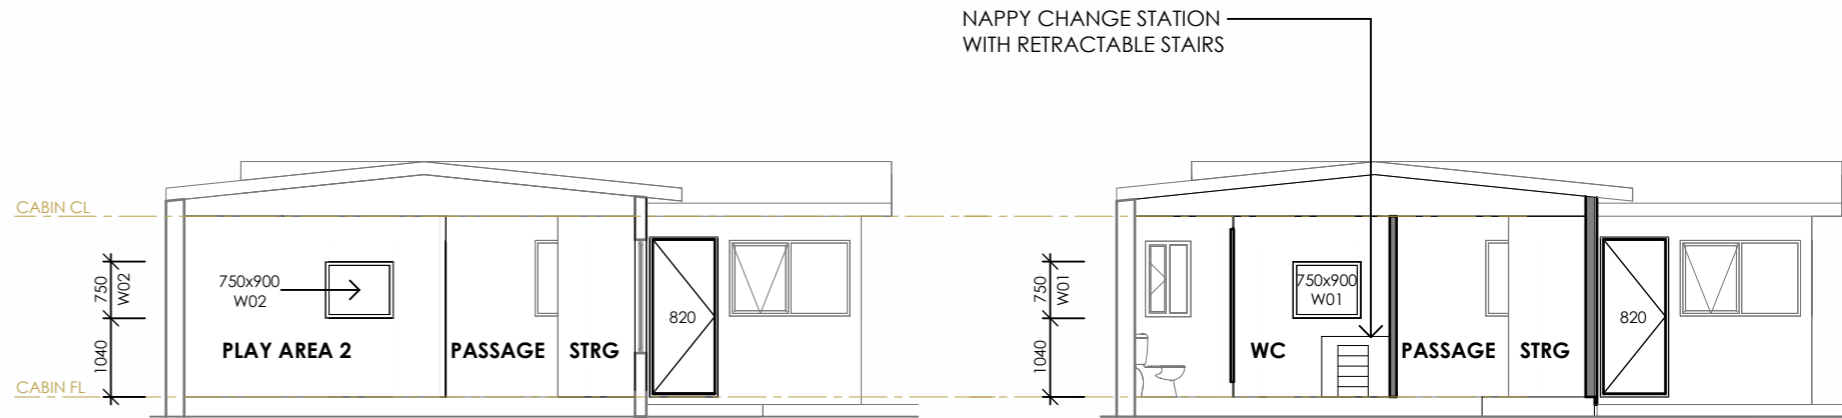 NAPPY CHANGE STATION
WITH RETRACTABLE STAIRS
CABIN CL
750
W02
1040
750x900
W02
820
PLAY AREA 2
PASSAGE
STRG
CABIN FL
750
W01
1040
750x900
W01
820
WC
PASSAGE
STRG